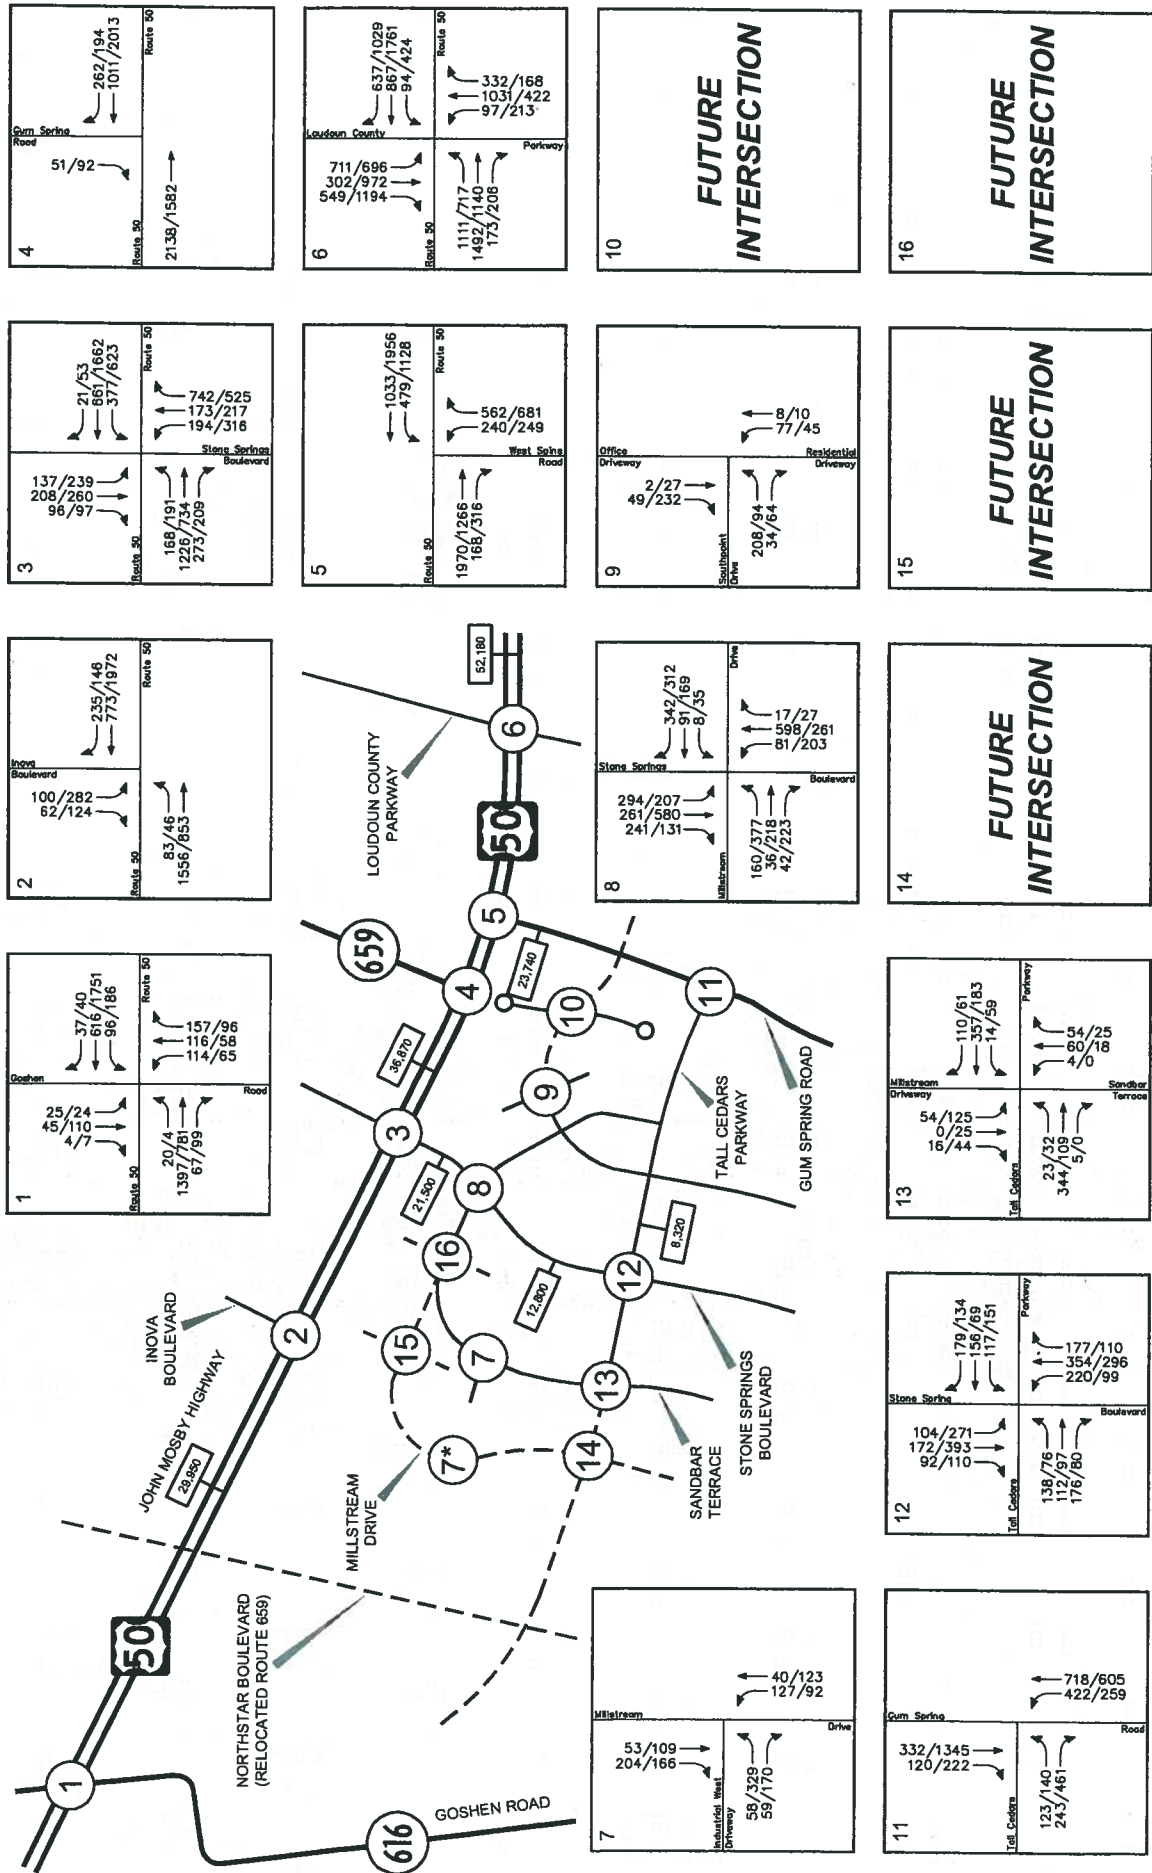 1
Goshen
Road
Route 50
Route 50
25/24
45/110
4/7
37/40
616/1751
96/186
20/4
1397/781
67/99
157/96
116/58
114/65
2
Inova
Boulevard
Route 50
Route 50
100/282
62/124
235/146
773/1972
83/46
1556/853
3
Stone Springs
Boulevard
Route 50
Route 50
137/239
208/260
96/97
21/53
661/1662
377/623
168/191
1226/734
273/209
742/525
173/217
194/316
4
Gum Spring
Road
Route 50
Route 50
51/92
262/194
1011/2013
2138/1582
5
Route 50
Route 50
West Spine
Road
1033/1956
479/1128
1970/1266
168/316
562/681
240/249
6
Loudoun County
Parkway
Route 50
Route 50
711/696
302/972
549/1194
637/1029
867/1761
94/424
1111/717
1492/1140
173/206
332/168
1031/422
97/213
7
Millstream
Drive
Industrial West
Driveway
53/109
204/166
58/329
59/170
40/123
127/92
8
Stone Springs
Boulevard
Millstream
Drive
294/207
261/580
241/131
342/312
91/169
8/35
160/377
36/218
42/223
17/27
598/261
81/203
9
Office
Driveway
Southpoint
Drive
Residential
Driveway
2/27
49/232
208/94
34/64
8/10
77/45
10
FUTURE
INTERSECTION
11
Gum Spring
Road
Tall Cedars
332/1345
120/222
123/140
243/461
718/605
422/259
12
Stone Spring
Boulevard
Tall Cedars
Parkway
104/271
172/393
92/110
179/134
156/69
117/151
138/76
112/97
176/80
177/110
354/296
220/99
13
Millstream
Driveway
Tall Cedars
Parkway
Sandbar
Terrace
54/125
0/25
16/44
110/61
357/183
14/59
23/32
344/109
5/0
54/25
60/18
4/0
14
FUTURE
INTERSECTION
15
FUTURE
INTERSECTION
16
FUTURE
INTERSECTION
1
50
NORTHSTAR BOULEVARD
(RELOCATED ROUTE 659)
616
GOSHEN ROAD
JOHN MOSBY HIGHWAY
29,950
INOVA
BOULEVARD
2
MILLSTREAM
DRIVE
7*
15
16
7
8
14
13
12
SANDBAR
TERRACE
STONE SPRINGS
BOULEVARD
12,800
21,500
8,320
3
36,870
4
659
5
23,740
9
10
11
TALL CEDARS
PARKWAY
GUM SPRING ROAD
LOUDOUN COUNTY
PARKWAY
50
6
52,180